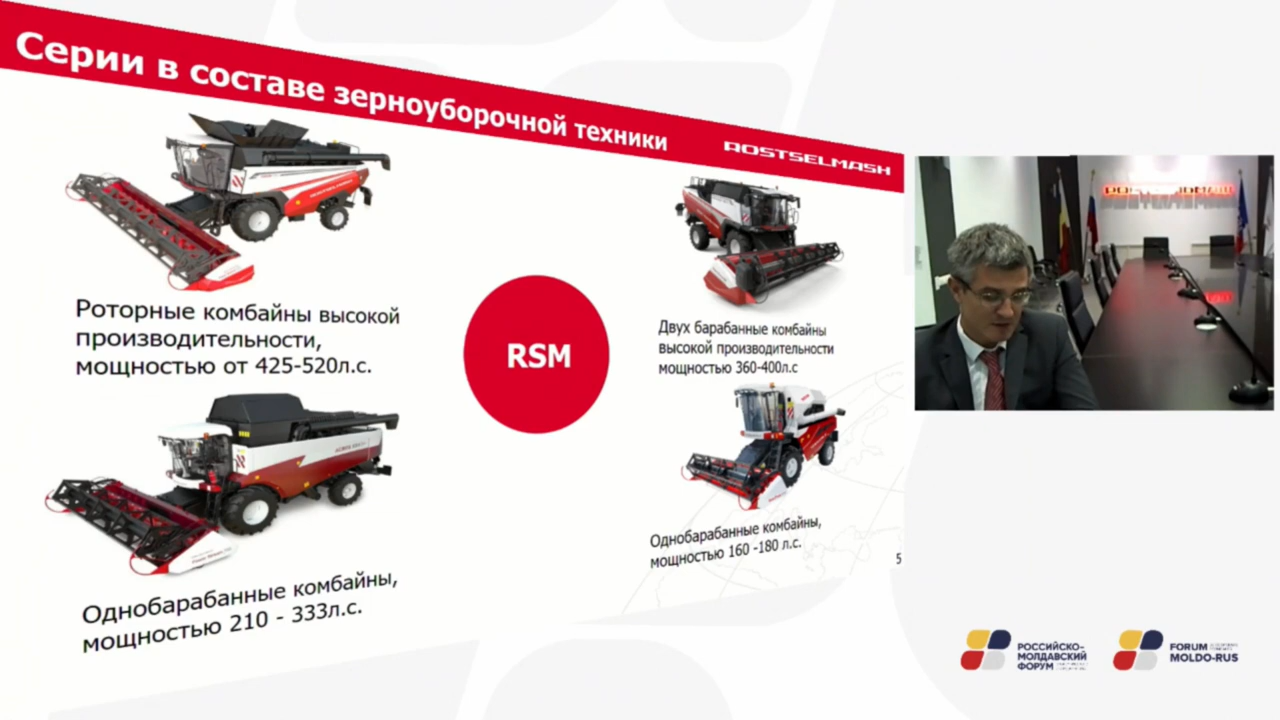 Серии в составе зерноуборочной техники
ROSTSELMASH
Роторные комбайны высокой
производительности,
мощностью от 425-520л.с.
Двух барабанные комбайны
высокой производительности
мощностью 360-400л.с
RSM
Однобарабанные комбайны,
мощностью 210 - 333л.с.
Однобарабанные комбайны,
мощностью 160 -180 л.с.
5
РОССИЙСКО-
МОЛДАВСКИЙ
ФОРУМ
FORUM
MOLDO-RUS